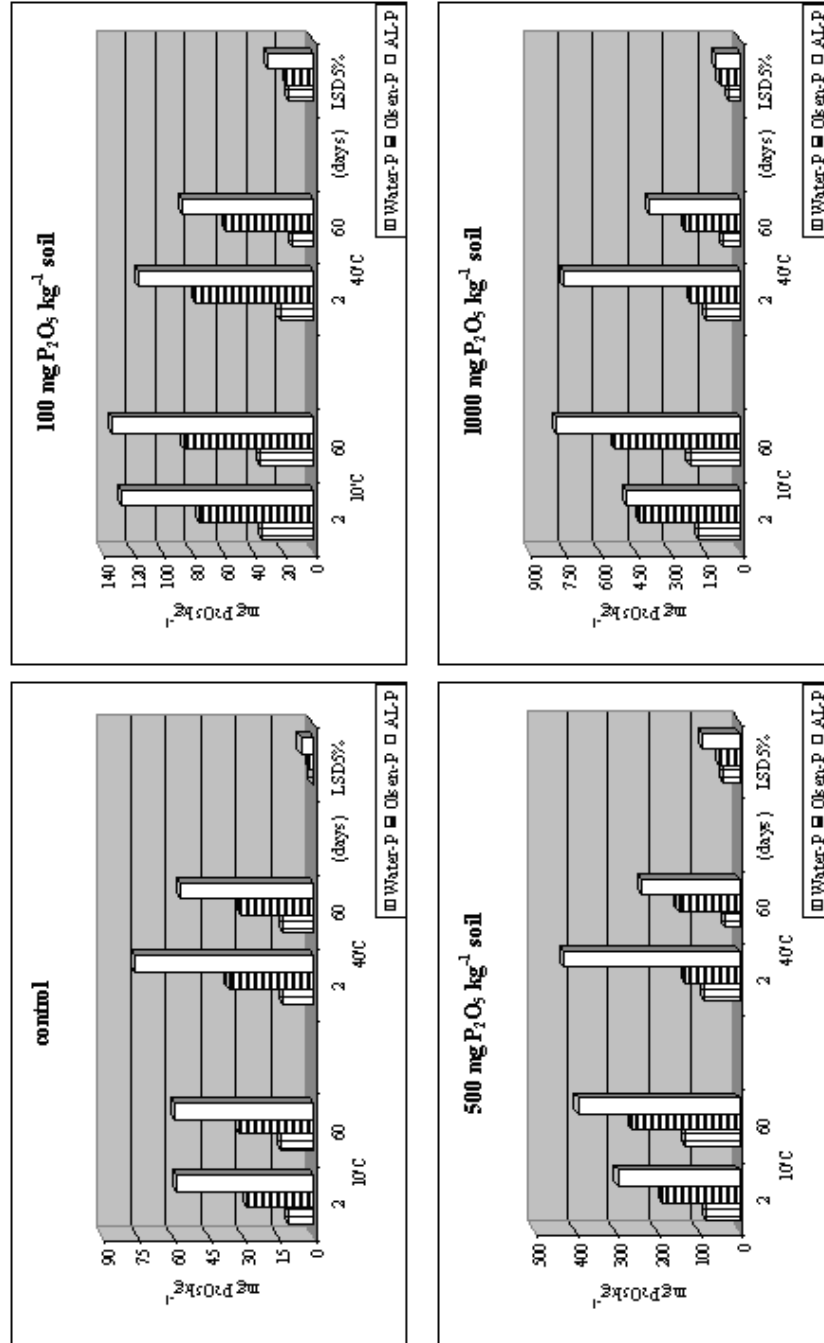 control
90
75
60
45
30
15
0
mg P₂O₅ kg⁻¹
2 60 2 60 (days) LSD5%
10°C 40°C
Water-P Olsen-P AL-P
100 mg P₂O₅ kg⁻¹ soil
140
120
100
80
60
40
20
0
mg P₂O₅ kg⁻¹
2 60 2 60 (days) LSD5%
10°C 40°C
Water-P Olsen-P AL-P
500 mg P₂O₅ kg⁻¹ soil
500
400
300
200
100
0
mg P₂O₅ kg⁻¹
2 60 2 60 (days) LSD5%
10°C 40°C
Water-P Olsen-P AL-P
1000 mg P₂O₅ kg⁻¹ soil
900
750
600
450
300
150
0
mg P₂O₅ kg⁻¹
2 60 2 60 (days) LSD5%
10°C 40°C
Water-P Olsen-P AL-P